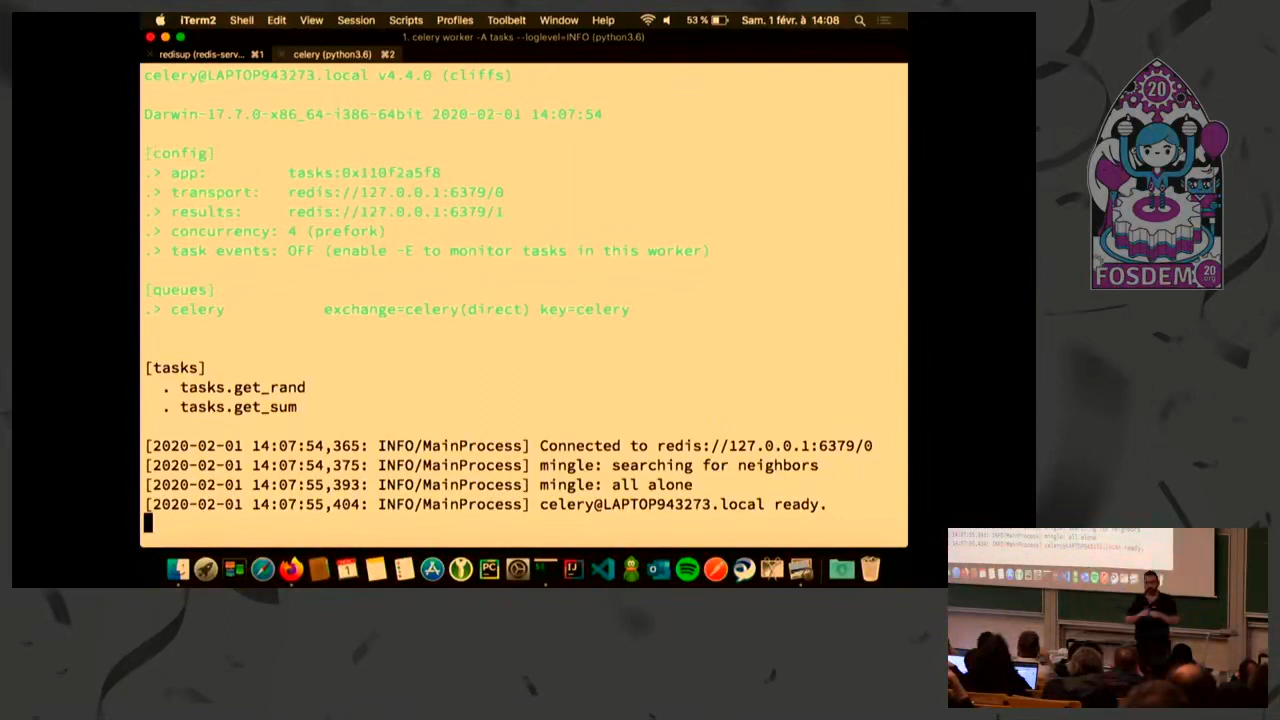 iTerm2 Shell Edit View Session Scripts Profiles Toolbelt Window Help 53 % Sam. 1 févr. à 14:08
1. celery worker -A tasks --loglevel=INFO (python3.6)
redisup (redis-serv... ⌘1 celery (python3.6) ⌘2
celery@LAPTOP943273.local v4.4.0 (cliffs)
Darwin-17.7.0-x86_64-i386-64bit 2020-02-01 14:07:54
[config]
.> app: tasks:0x110f2a5f8
.> transport: redis://127.0.0.1:6379/0
.> results: redis://127.0.0.1:6379/1
.> concurrency: 4 (prefork)
.> task events: OFF (enable -E to monitor tasks in this worker)
[queues]
.> celery exchange=celery(direct) key=celery
[tasks]
. tasks.get_rand
. tasks.get_sum
[2020-02-01 14:07:54,365: INFO/MainProcess] Connected to redis://127.0.0.1:6379/0
[2020-02-01 14:07:54,375: INFO/MainProcess] mingle: searching for neighbors
[2020-02-01 14:07:55,393: INFO/MainProcess] mingle: all alone
[2020-02-01 14:07:55,404: INFO/MainProcess] celery@LAPTOP943273.local ready.
20
FOSDEM 20 .org